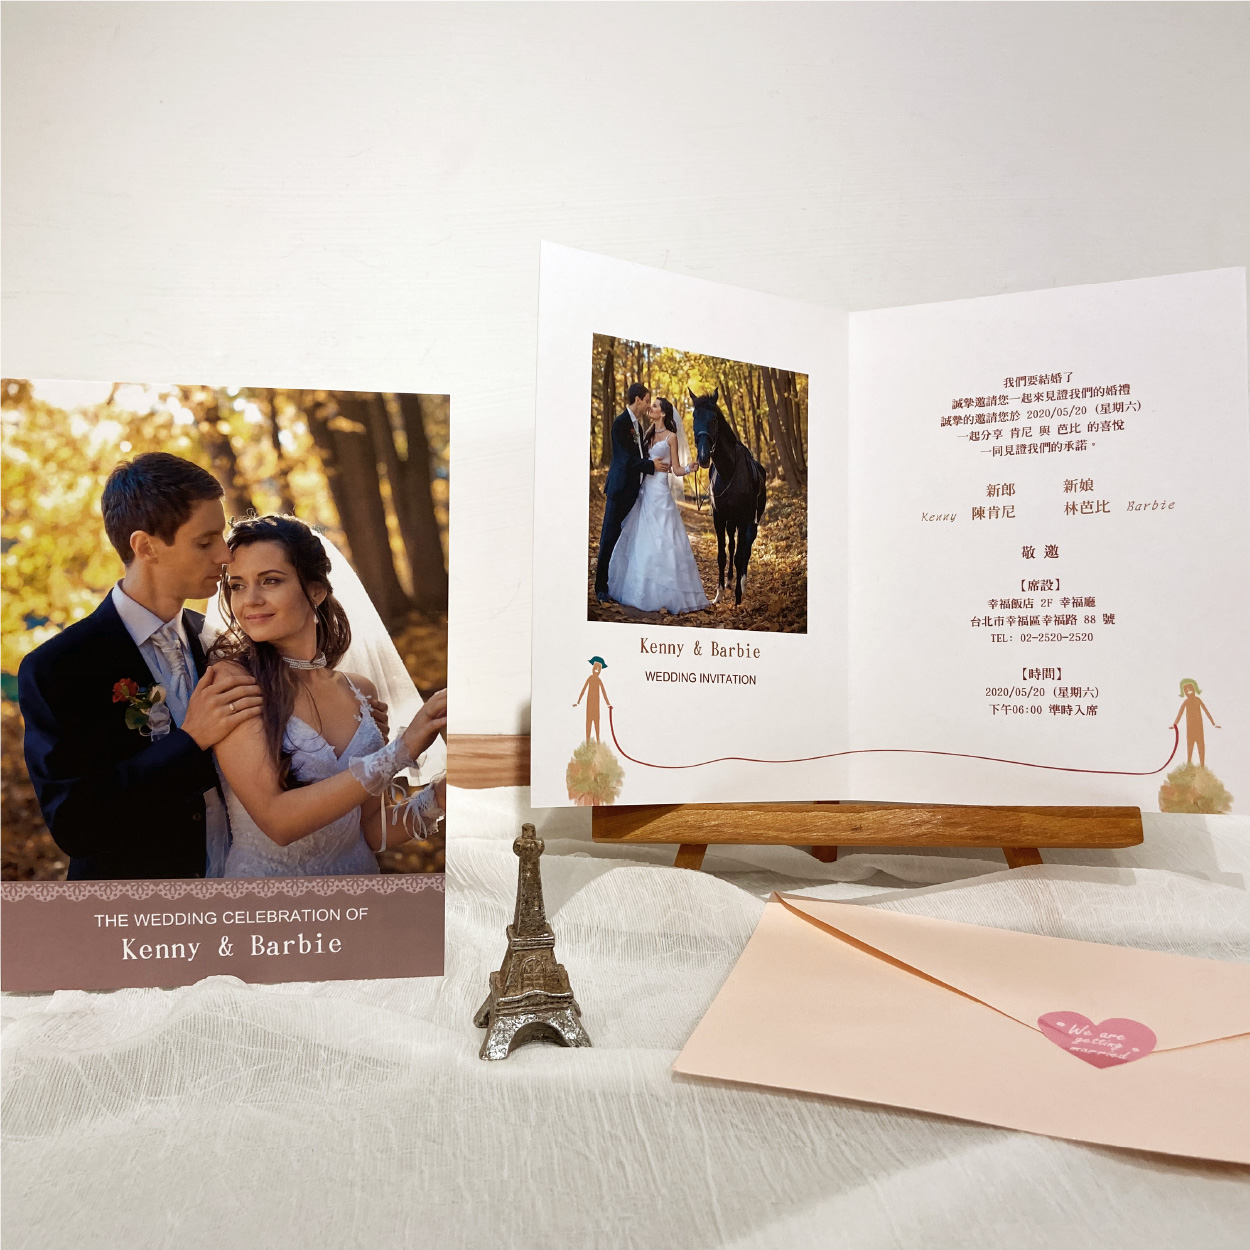 THE WEDDING CELEBRATION OF
Kenny & Barbie
Kenny & Barbie
WEDDING INVITATION
我們要結婚了
誠摯邀請您一起來見證我們的婚禮
誠摯的邀請您於 2020/05/20 (星期六)
一起分享 肯尼 與 芭比 的喜悅
一同見證我們的承諾。
新郎 新娘
Kenny 陳肯尼 林芭比 Barbie
敬 邀
【席設】
幸福飯店 2F 幸福廳
台北市幸福區幸福路 88 號
TEL: 02-2520-2520
【時間】
2020/05/20 (星期六)
下午06:00 準時入席
We are
getting
married